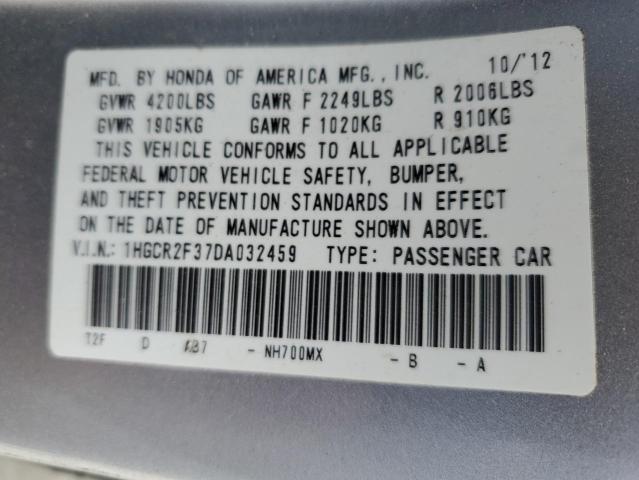 MFD. BY HONDA OF AMERICA MFG., INC. 10/'12
GVWR 4200LBS GAWR F 2249LBS R 2006LBS
GVWR 1905KG GAWR F 1020KG R 910KG
THIS VEHICLE CONFORMS TO ALL APPLICABLE
FEDERAL MOTOR VEHICLE SAFETY, BUMPER,
AND THEFT PREVENTION STANDARDS IN EFFECT
ON THE DATE OF MANUFACTURE SHOWN ABOVE.
V.I.N.: 1HGCR2F37DA032459 TYPE: PASSENGER CAR
T2F D AB7 - NH700MX - B - A